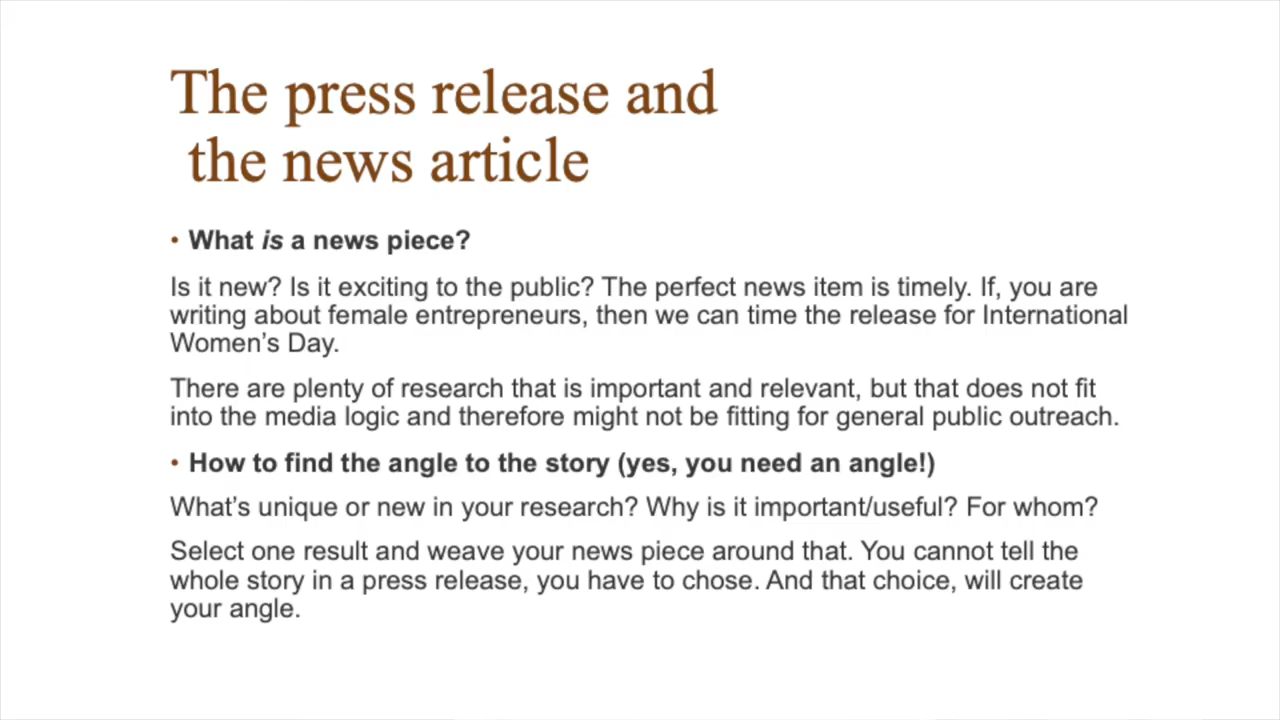 The press release and
the news article
• What is a news piece?
Is it new? Is it exciting to the public? The perfect news item is timely. If, you are
writing about female entrepreneurs, then we can time the release for International
Women's Day.
There are plenty of research that is important and relevant, but that does not fit
into the media logic and therefore might not be fitting for general public outreach.
• How to find the angle to the story (yes, you need an angle!)
What's unique or new in your research? Why is it important/useful? For whom?
Select one result and weave your news piece around that. You cannot tell the
whole story in a press release, you have to chose. And that choice, will create
your angle.